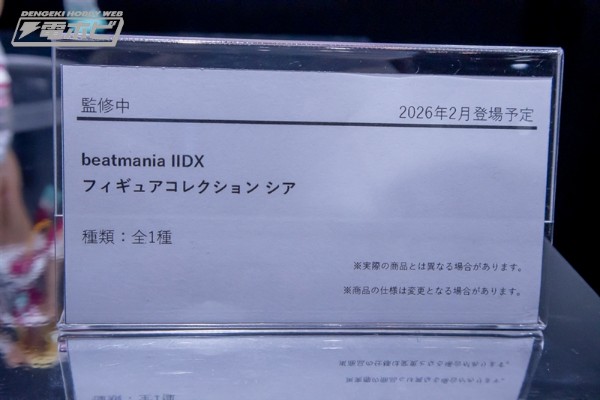 DENGEKI HOBBY WEB
電ホビ
監修中
2026年2月登場予定
beatmania IIDX
フィギュアコレクション シア
種類：全1種
※実際の商品とは異なる場合があります。
※商品の仕様は変更となる場合があります。